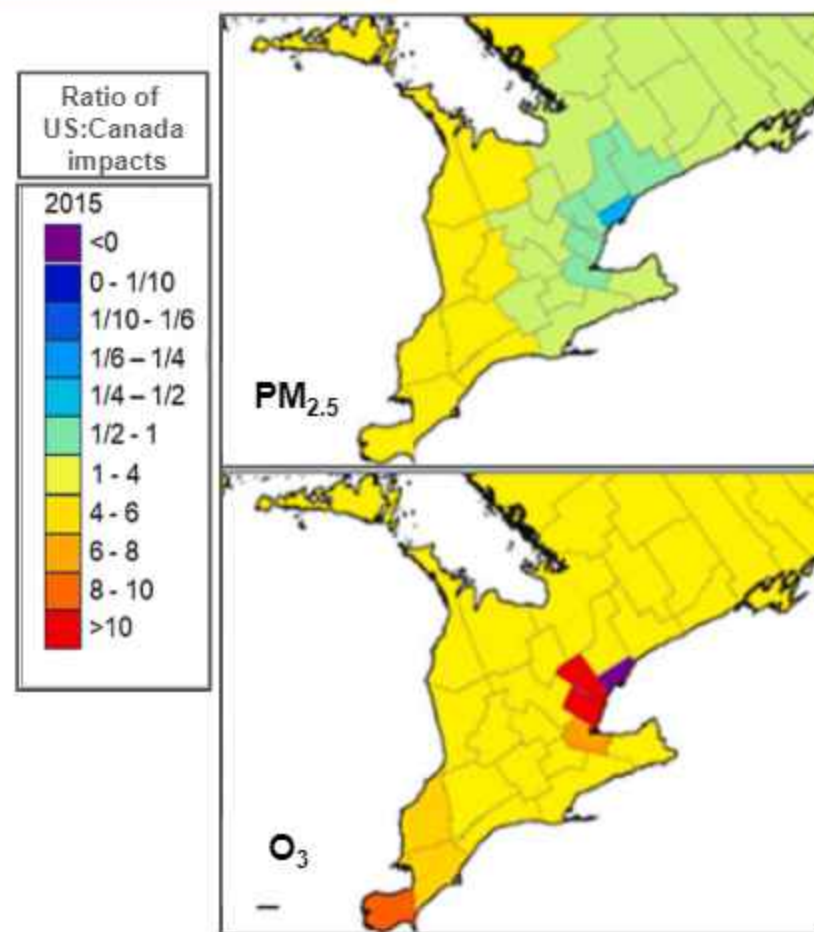 Ratio of
US:Canada
impacts
2015
<0
0 - 1/10
1/10 - 1/6
1/6 – 1/4
1/4 – 1/2
1/2 - 1
1 - 4
4 - 6
6 - 8
8 - 10
>10
PM2.5
O3